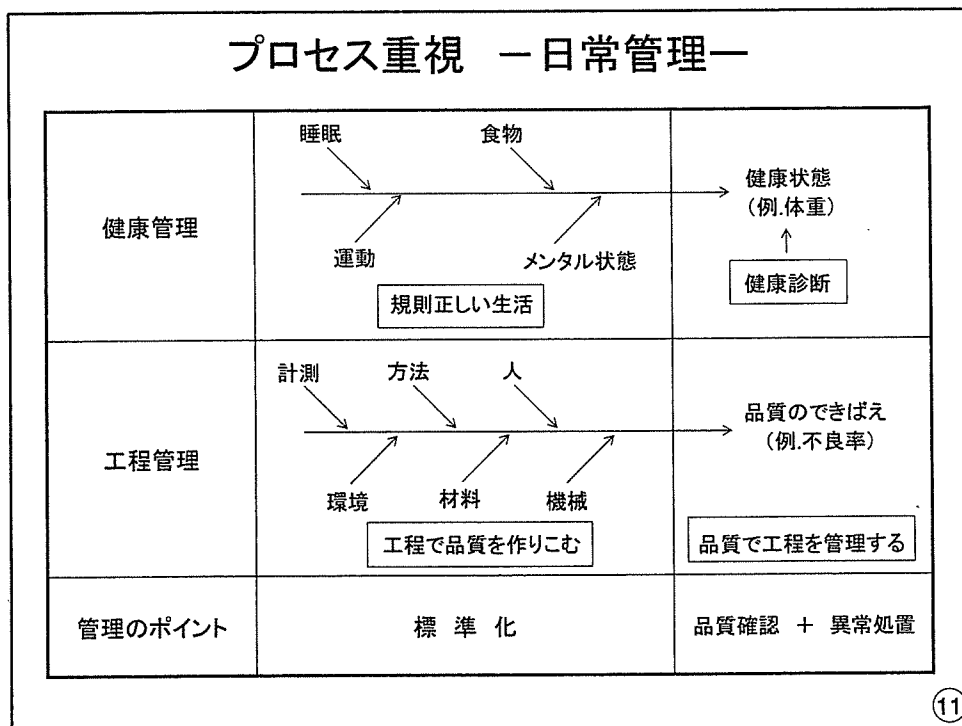 プロセス重視 －日常管理―
健康管理
睡眠
食物
運動
メンタル状態
規則正しい生活
健康状態
(例.体重)
健康診断
工程管理
計測
方法
人
環境
材料
機械
工程で品質を作りこむ
品質のできばえ
(例.不良率)
品質で工程を管理する
管理のポイント
標 準 化
品質確認 ＋ 異常処置
⑪